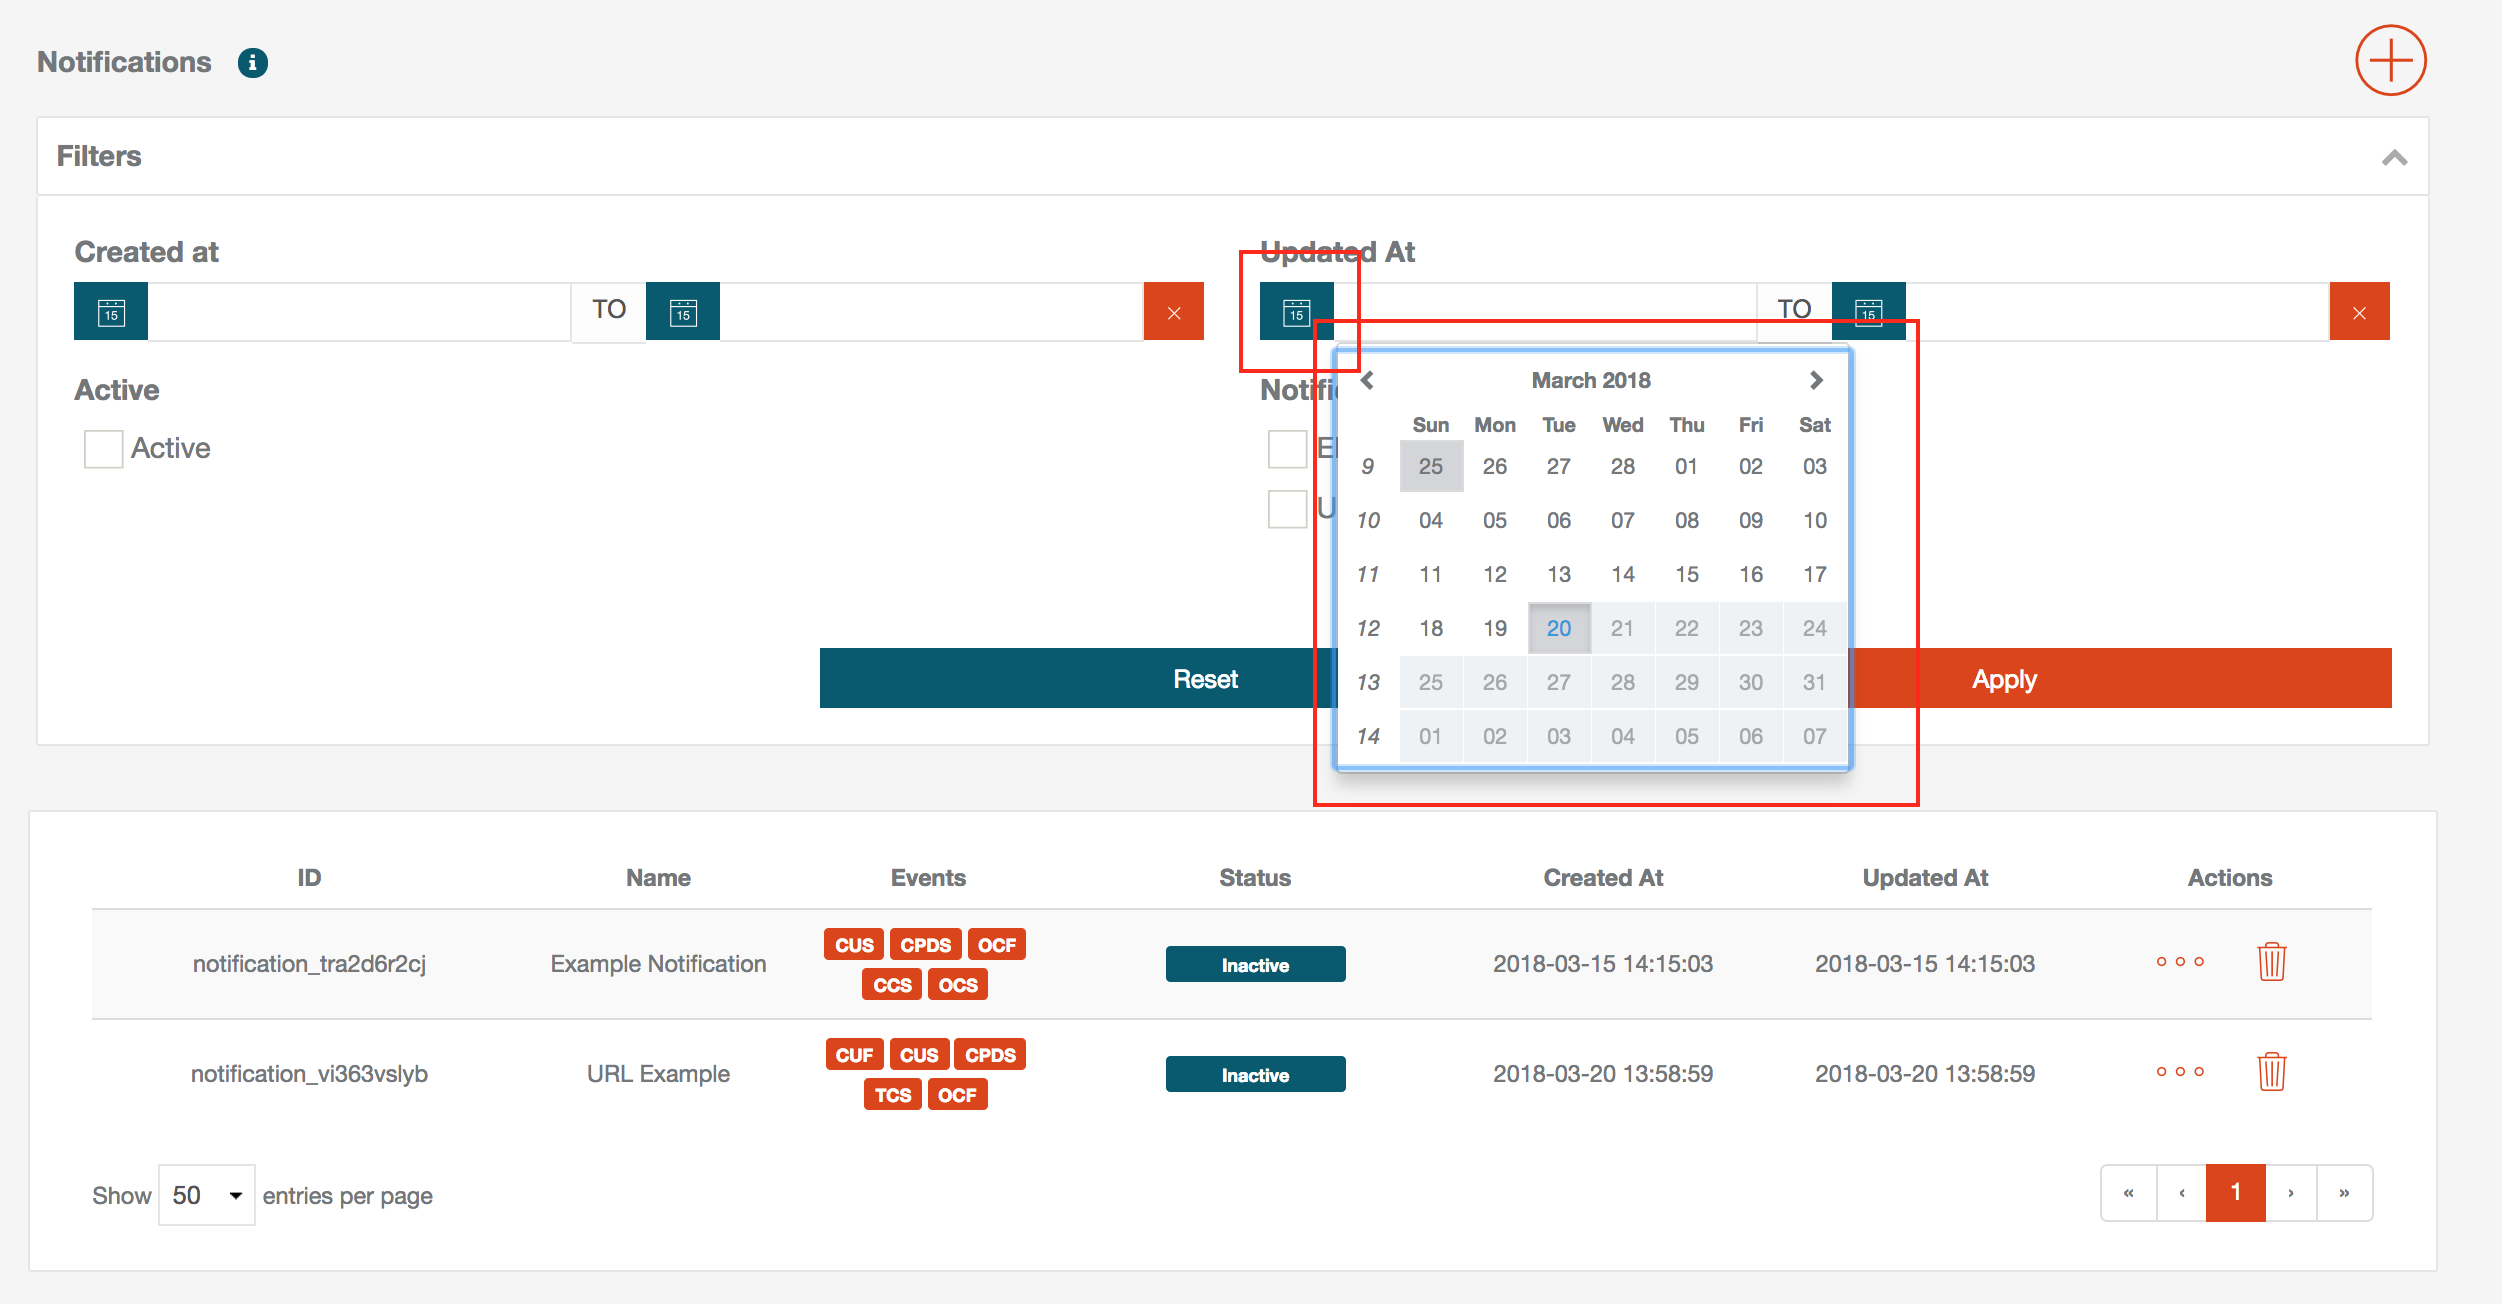 Notifications
Filters
Created at
15
TO
15
Updated At
15
TO
15
Active
Active
Notifi
March 2018
Sun Mon Tue Wed Thu Fri Sat
9 25 26 27 28 01 02 03
10 04 05 06 07 08 09 10
11 11 12 13 14 15 16 17
12 18 19 20 21 22 23 24
13 25 26 27 28 29 30 31
14 01 02 03 04 05 06 07
Reset
Apply
ID Name Events Status Created At Updated At Actions
notification_tra2d6r2cj Example Notification CUS CPDS OCF CCS OCS Inactive 2018-03-15 14:15:03 2018-03-15 14:15:03
notification_vi363vslyb URL Example CUF CUS CPDS TCS OCF Inactive 2018-03-20 13:58:59 2018-03-20 13:58:59
Show 50 entries per page
« ‹ 1 › »